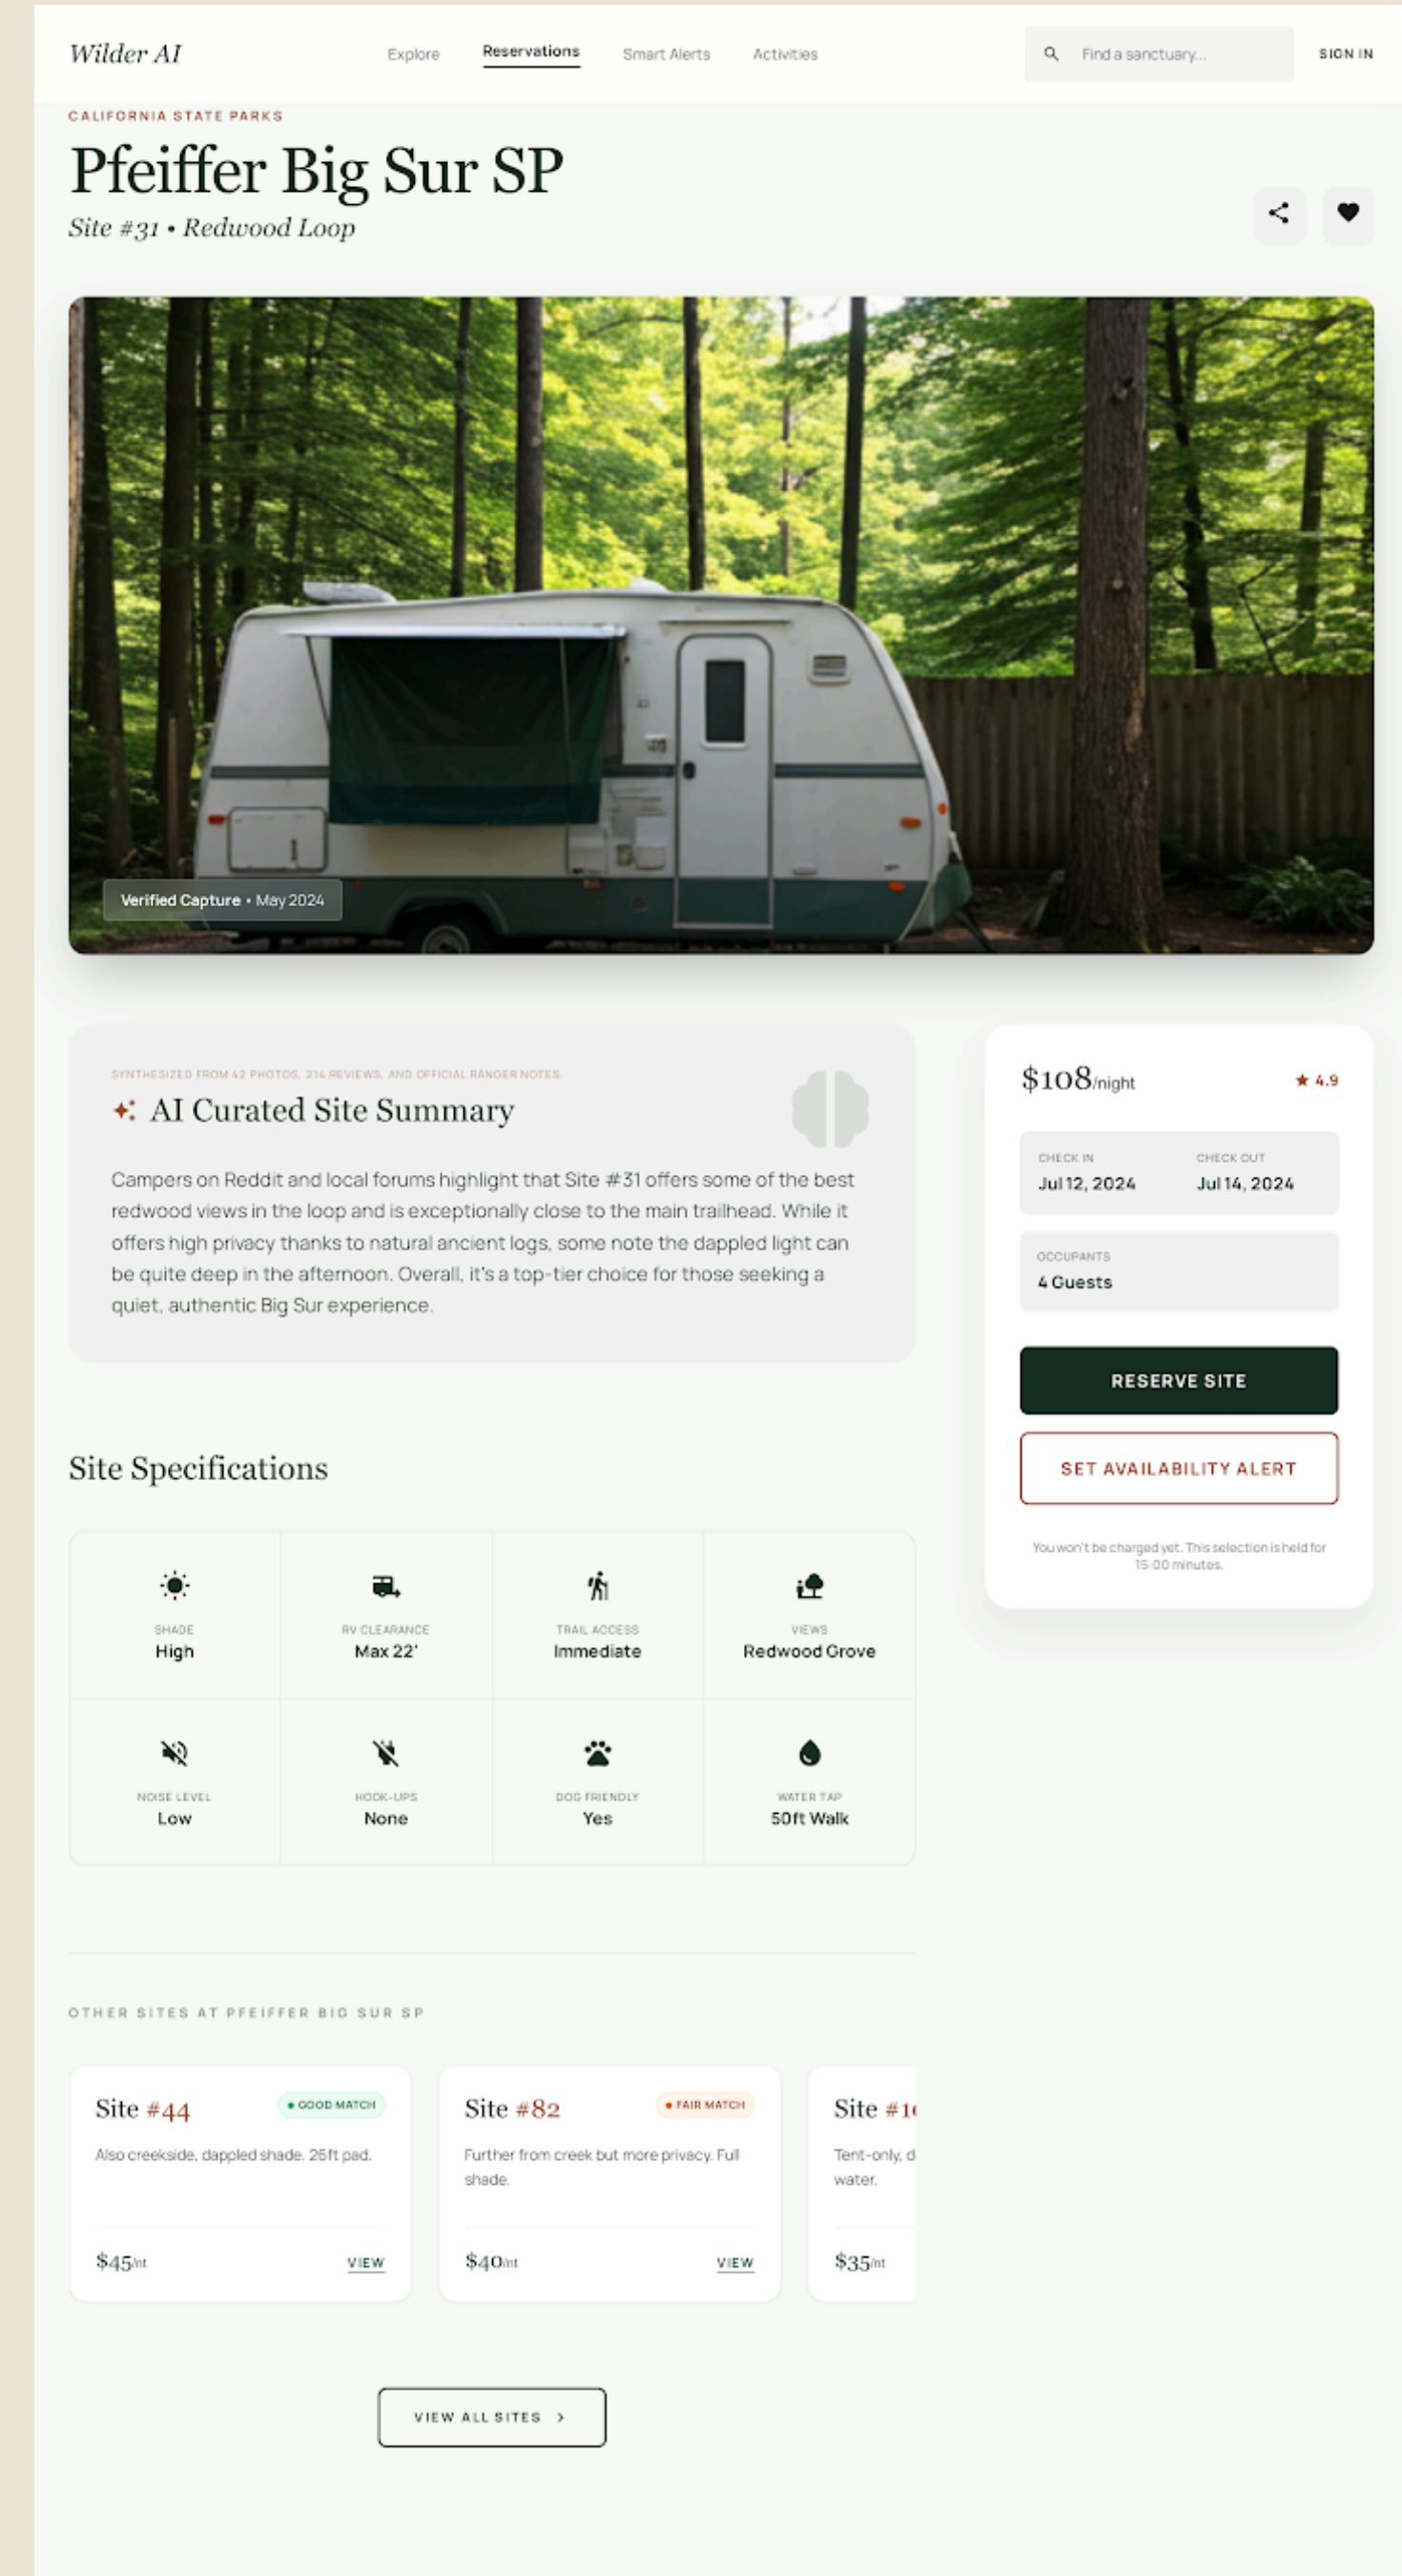 Wilder AI
Explore
Reservations
Smart Alerts
Activities
Find a sanctuary...
SIGN IN
CALIFORNIA STATE PARKS
Pfeiffer Big Sur SP
Site #31 • Redwood Loop
Verified Capture • May 2024
SYNTHESIZED FROM 42 PHOTOS, 214 REVIEWS, AND OFFICIAL RANGER NOTES.
AI Curated Site Summary
Campers on Reddit and local forums highlight that Site #31 offers some of the best
redwood views in the loop and is exceptionally close to the main trailhead. While it
offers high privacy thanks to natural ancient logs, some note the dappled light can
be quite deep in the afternoon. Overall, it's a top-tier choice for those seeking a
quiet, authentic Big Sur experience.
$108/night
★ 4.9
CHECK IN
Jul 12, 2024
CHECK OUT
Jul 14, 2024
OCCUPANTS
4 Guests
RESERVE SITE
SET AVAILABILITY ALERT
You won't be charged yet. This selection is held for
15:00 minutes.
Site Specifications
SHADE
High
RV CLEARANCE
Max 22'
TRAIL ACCESS
Immediate
VIEWS
Redwood Grove
NOISE LEVEL
Low
HOOK-UPS
None
DOG FRIENDLY
Yes
WATER TAP
50ft Walk
OTHER SITES AT PFEIFFER BIG SUR SP
Site #44
GOOD MATCH
Also creekside, dappled shade. 26ft pad.
$45/nt
VIEW
Site #82
FAIR MATCH
Further from creek but more privacy. Full
shade.
$40/nt
VIEW
Site
Tent-only,
water.
$35/nt
VIEW ALL SITES